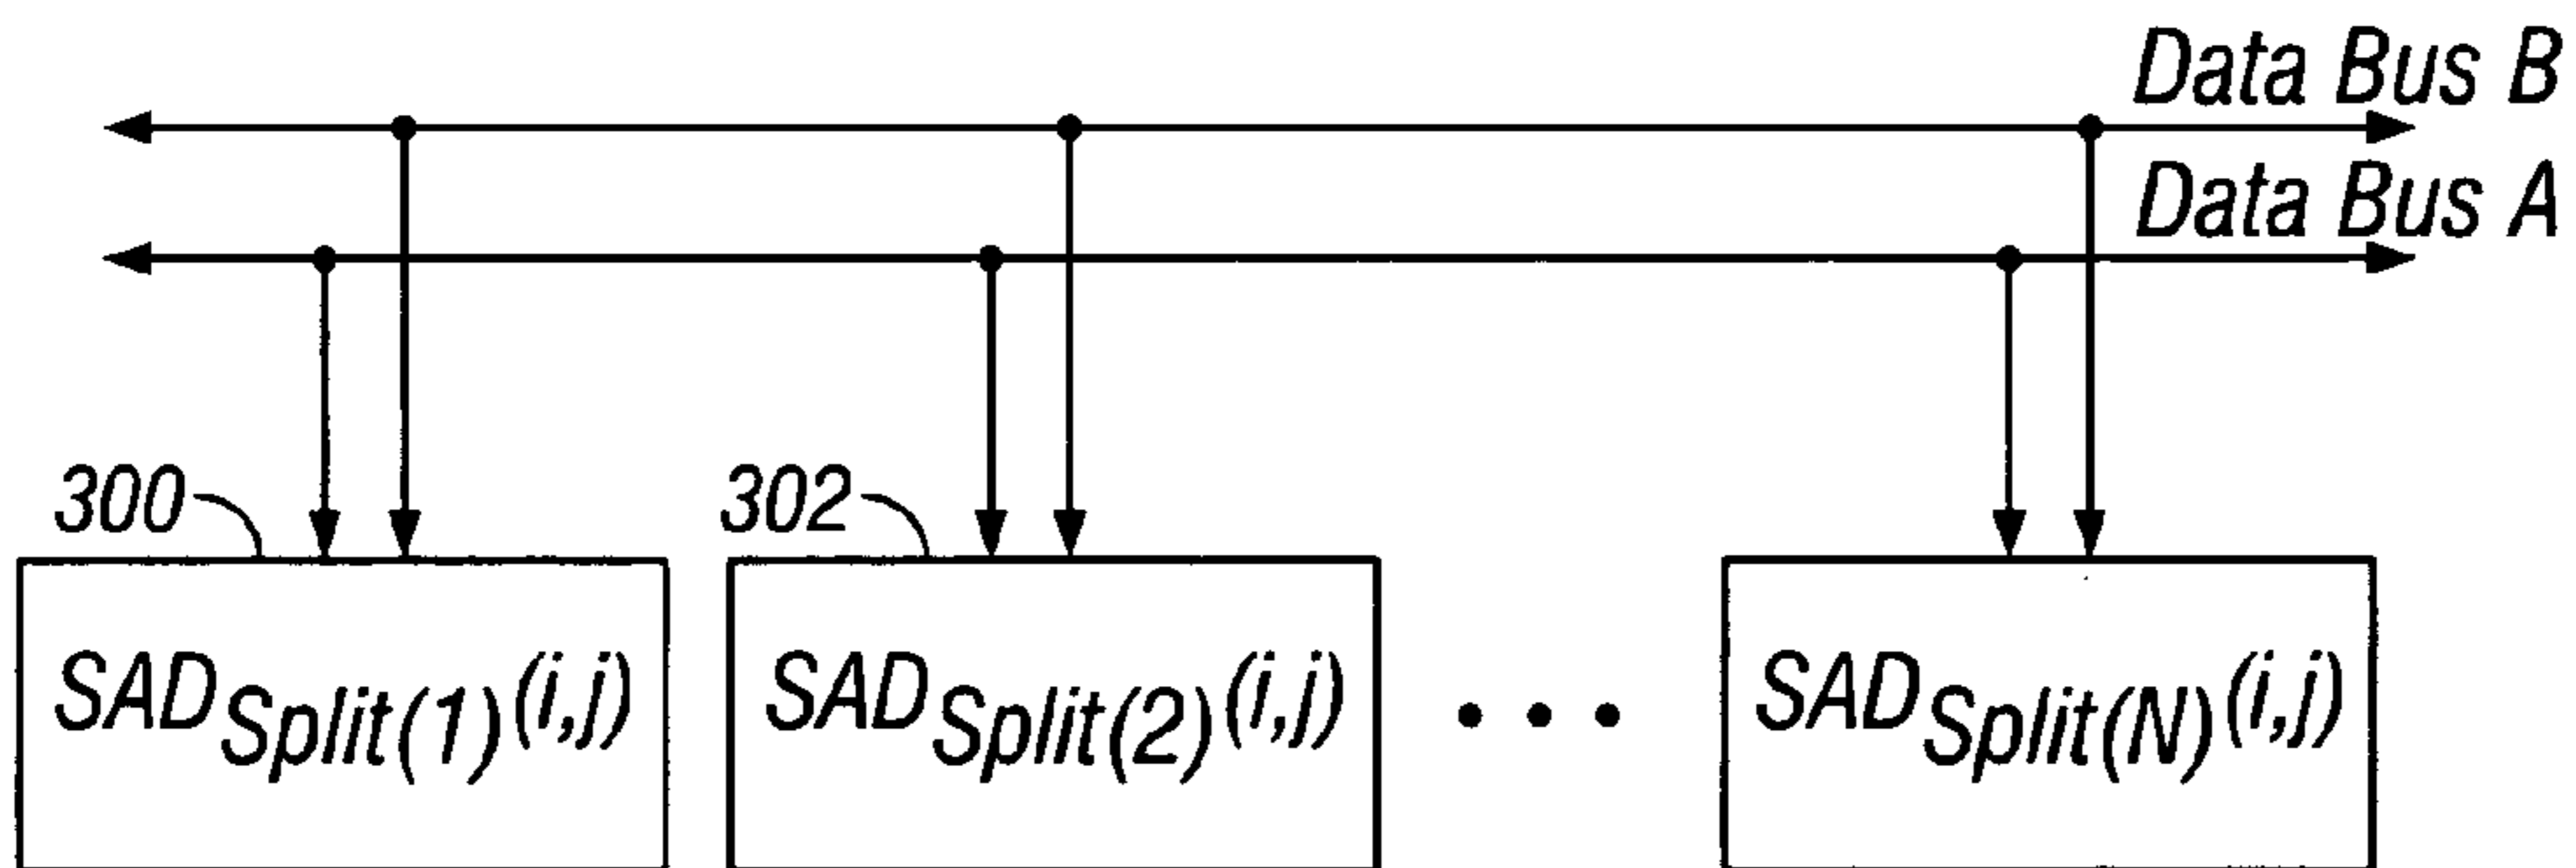 Data Bus B
Data Bus A
300
302
SAD Split(1) (i,j)
SAD Split(2) (i,j)
• • •
SAD Split(N) (i,j)